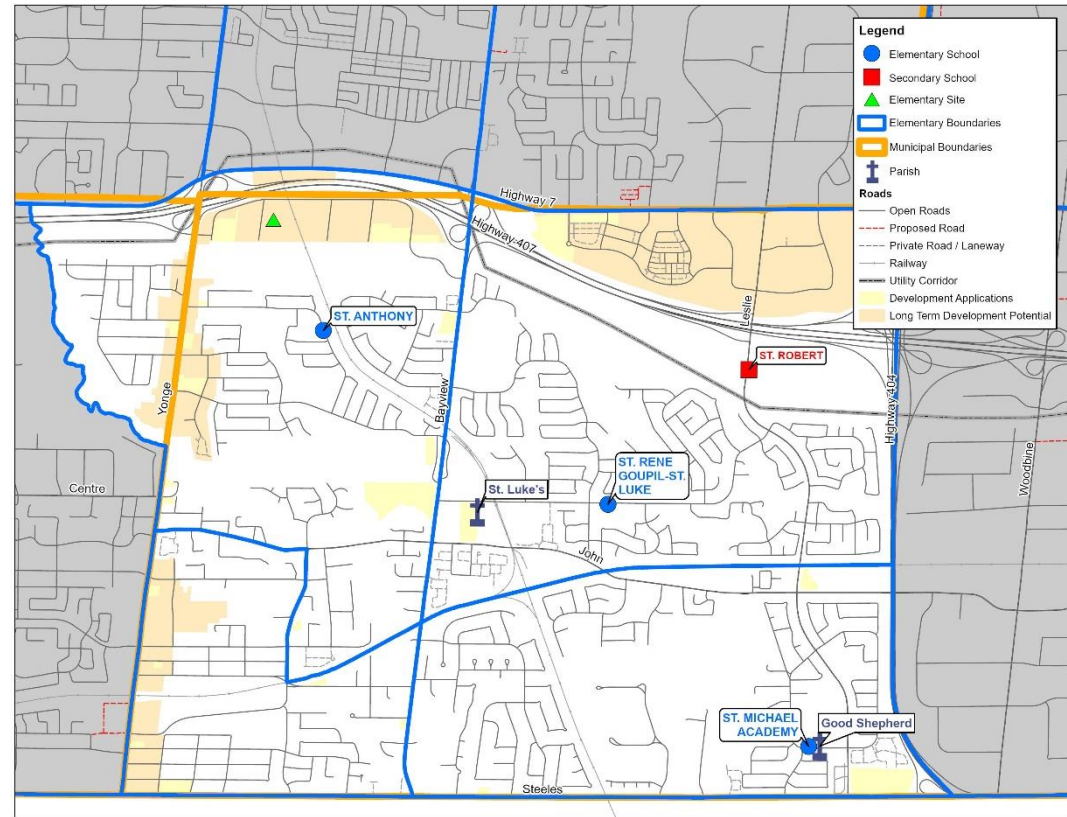 Legend
Elementary School
Secondary School
Elementary Site
Elementary Boundaries
Municipal Boundaries
Parish
Roads
Open Roads
Proposed Road
Private Road / Laneway
Railway
Utility Corridor
Development Applications
Long Term Development Potential
Highway 7
Highway 407
ST. ANTHONY
Leslie
ST. ROBERT
Yonge
Bayview
Highway 404
Woodbine
Centre
ST. RENE
GOUPIL-ST.
LUKE
St. Luke's
John
ST. MICHAEL
ACADEMY
Good Shepherd
Steeles